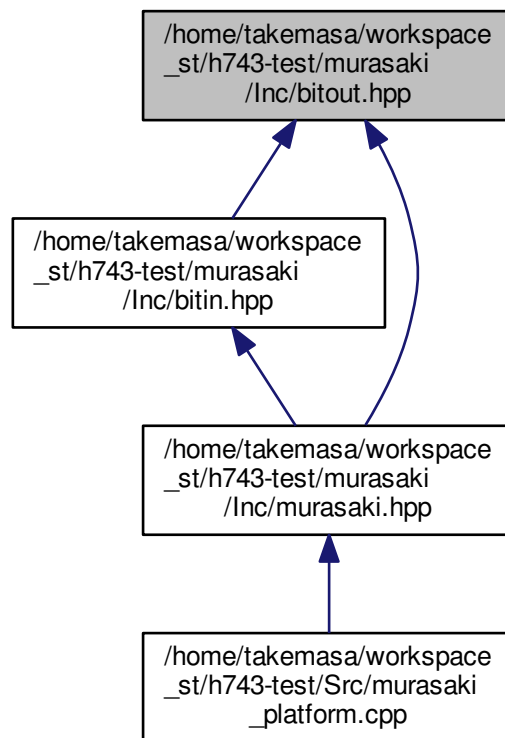 /home/takemasa/workspace
_st/h743-test/murasaki
/Inc/bitout.hpp
/home/takemasa/workspace
_st/h743-test/murasaki
/Inc/bitin.hpp
/home/takemasa/workspace
_st/h743-test/murasaki
/Inc/murasaki.hpp
/home/takemasa/workspace
_st/h743-test/Src/murasaki
_platform.cpp